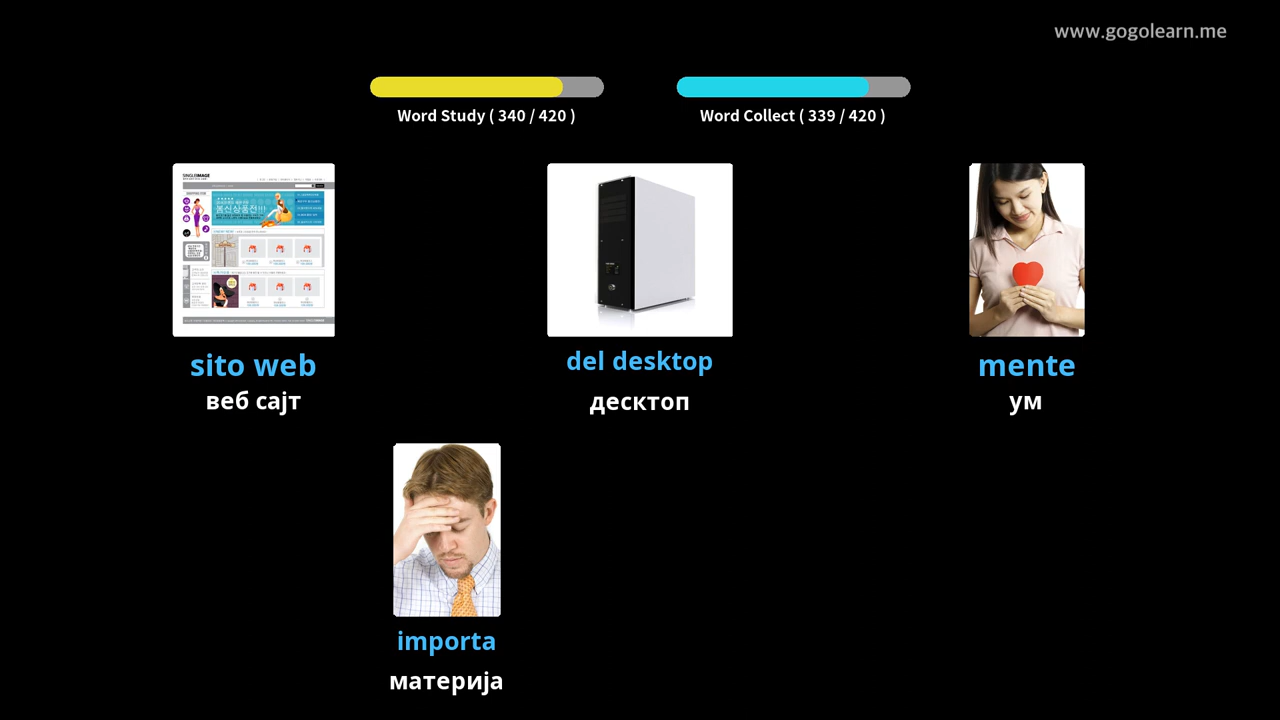 www.gogolearn.me
Word Study ( 340 / 420 )
Word Collect ( 339 / 420 )
sito web
веб сајт
del desktop
десктоп
mente
ум
importa
материја